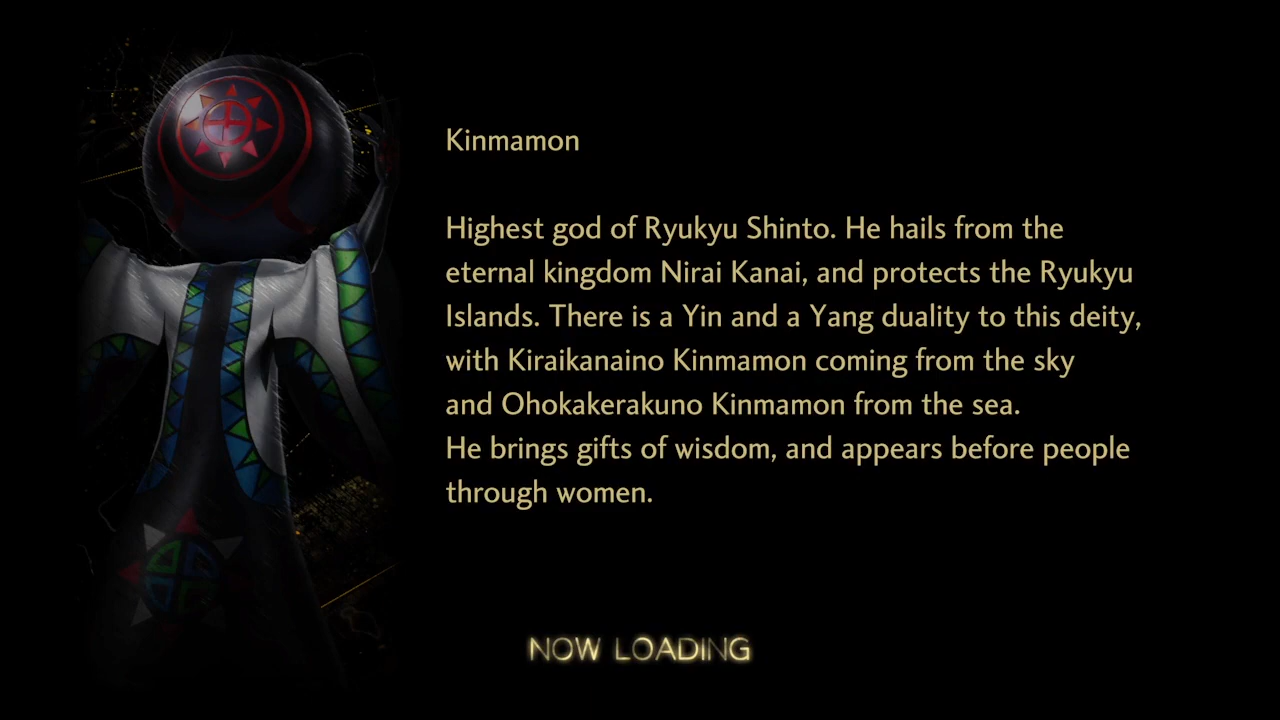 Kinmamon
Highest god of Ryukyu Shinto. He hails from the
eternal kingdom Nirai Kanai, and protects the Ryukyu
Islands. There is a Yin and a Yang duality to this deity,
with Kiraikanaino Kinmamon coming from the sky
and Ohokakerakuno Kinmamon from the sea.
He brings gifts of wisdom, and appears before people
through women.
NOW LOADING